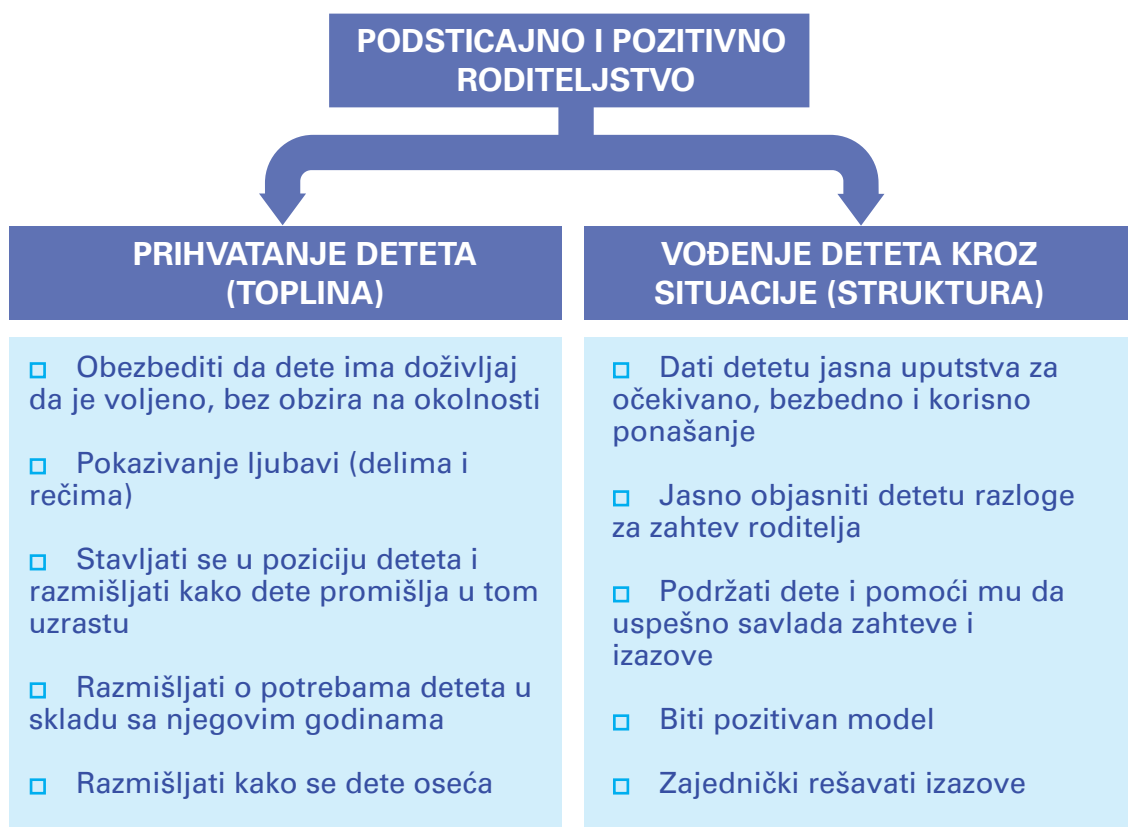 PODSTICAJNO I POZITIVNO
RODITELJSTVO
PRIHVATANJE DETETA
(TOPLINA)
Obezbediti da dete ima doživljaj
da je voljeno, bez obzira na okolnosti
Pokazivanje ljubavi (delima i
rečima)
Stavljati se u poziciju deteta i
razmišljati kako dete promišlja u tom
uzrastu
Razmišljati o potrebama deteta u
skladu sa njegovim godinama
Razmišljati kako se dete oseća
VOĐENJE DETETA KROZ
SITUACIJE (STRUKTURA)
Dati detetu jasna uputstva za
očekivano, bezbedno i korisno
ponašanje
Jasno objasniti detetu razloge
za zahtev roditelja
Podržati dete i pomoći mu da
uspešno savlada zahteve i
izazove
Biti pozitivan model
Zajednički rešavati izazove